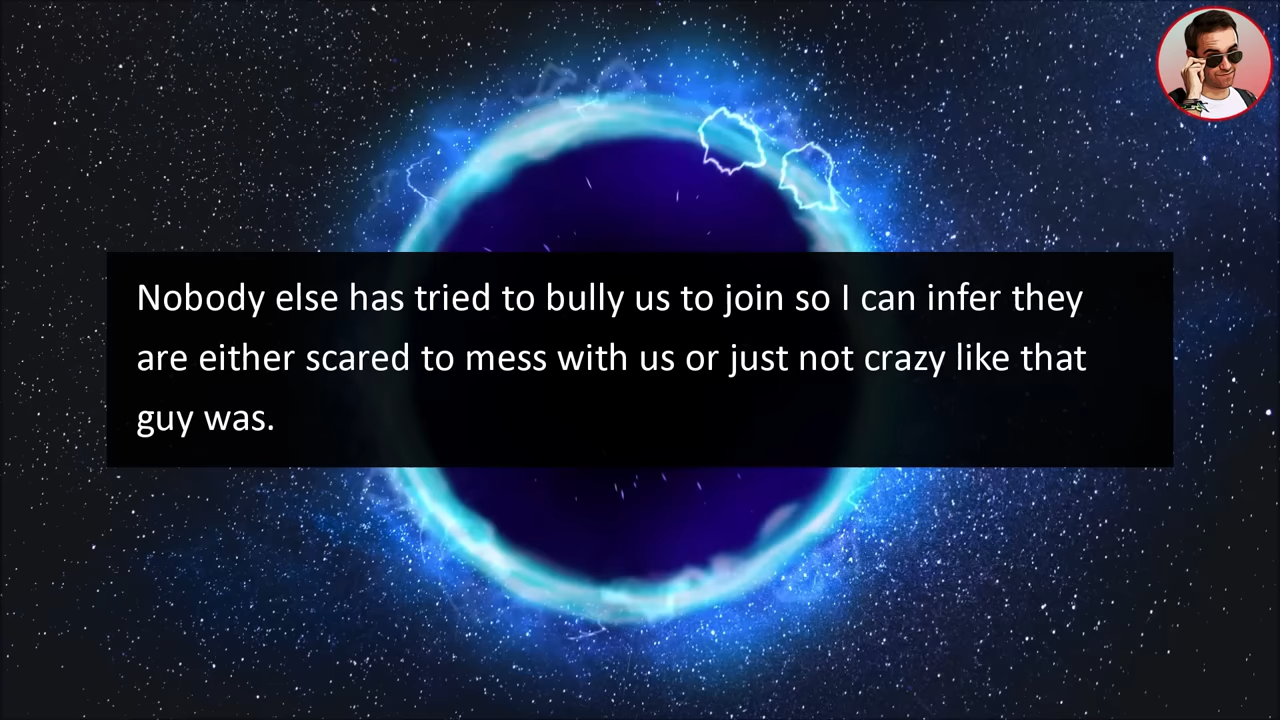 Nobody else has tried to bully us to join so I can infer they
are either scared to mess with us or just not crazy like that
guy was.